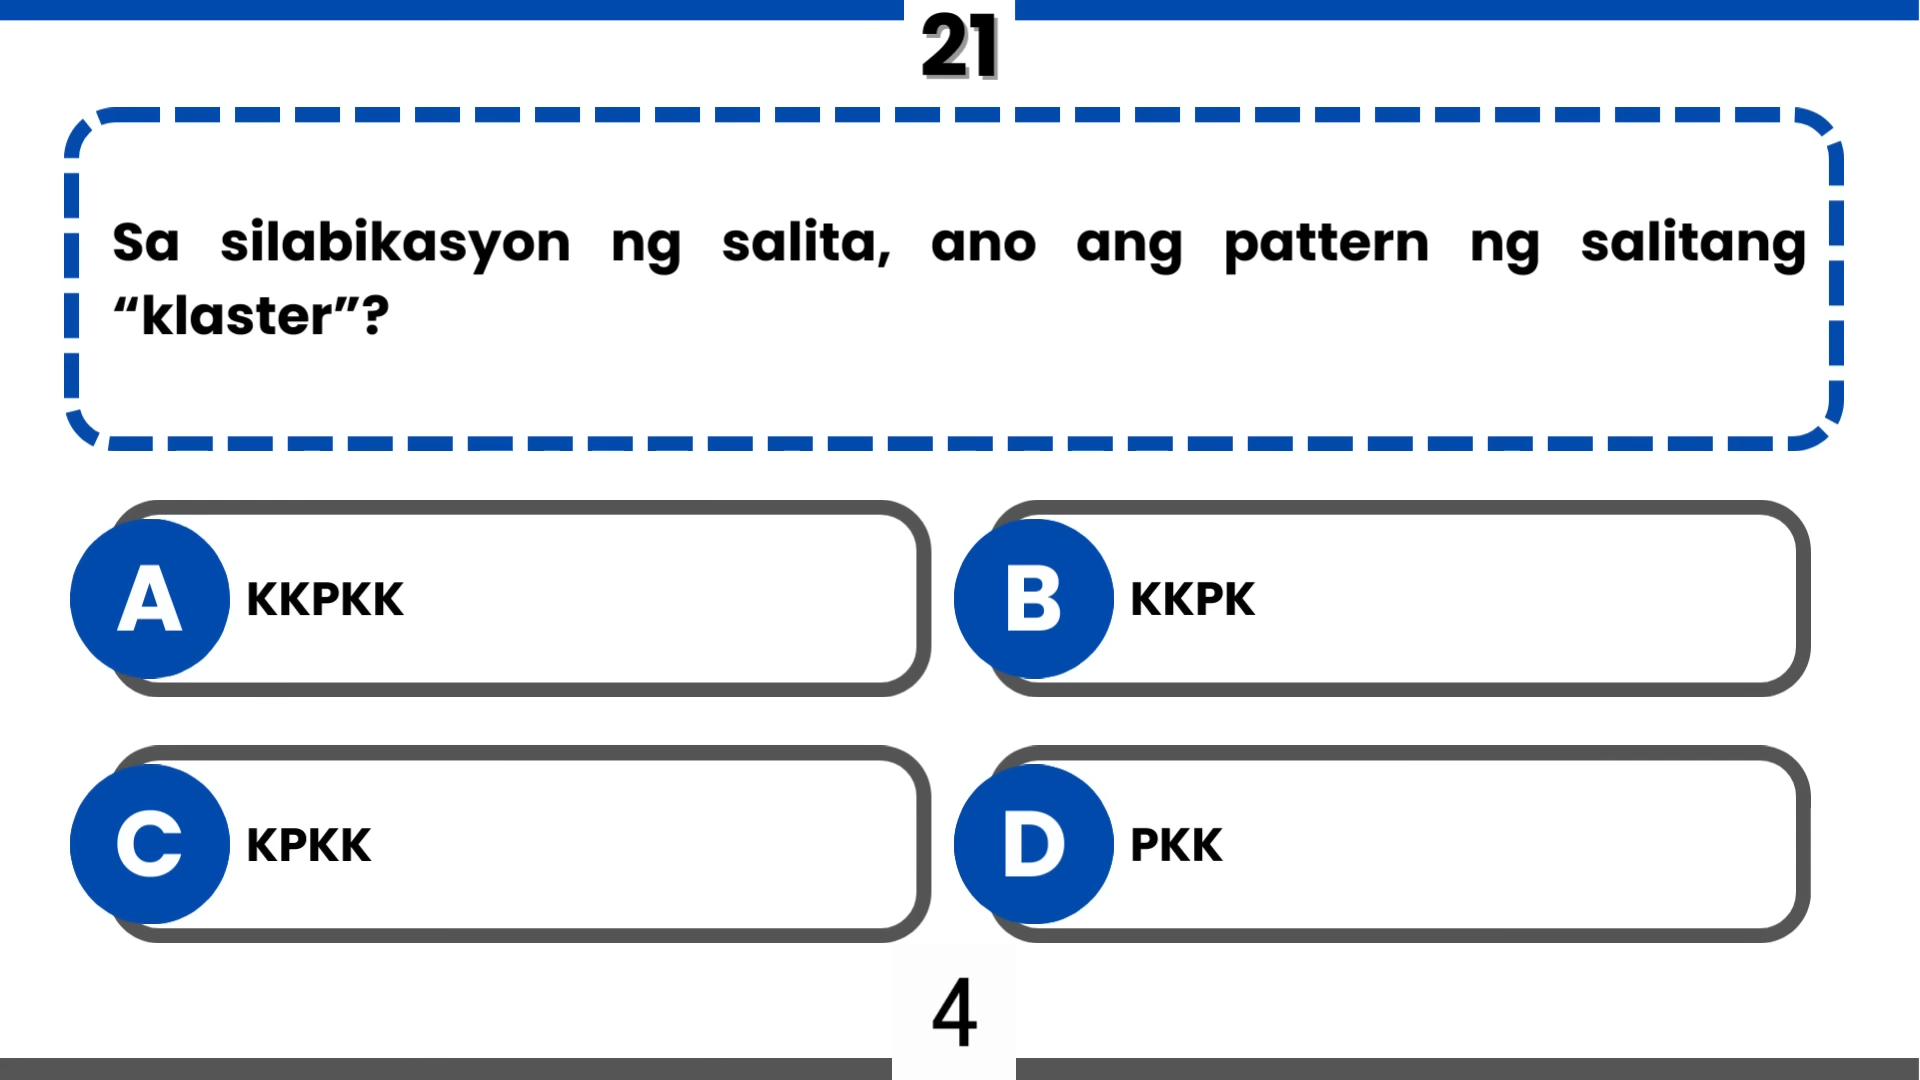 21
Sa silabikasyon ng salita, ano ang pattern ng salitang
“klaster”?
A KKPKK
B KKPK
C KPKK
D PKK
4